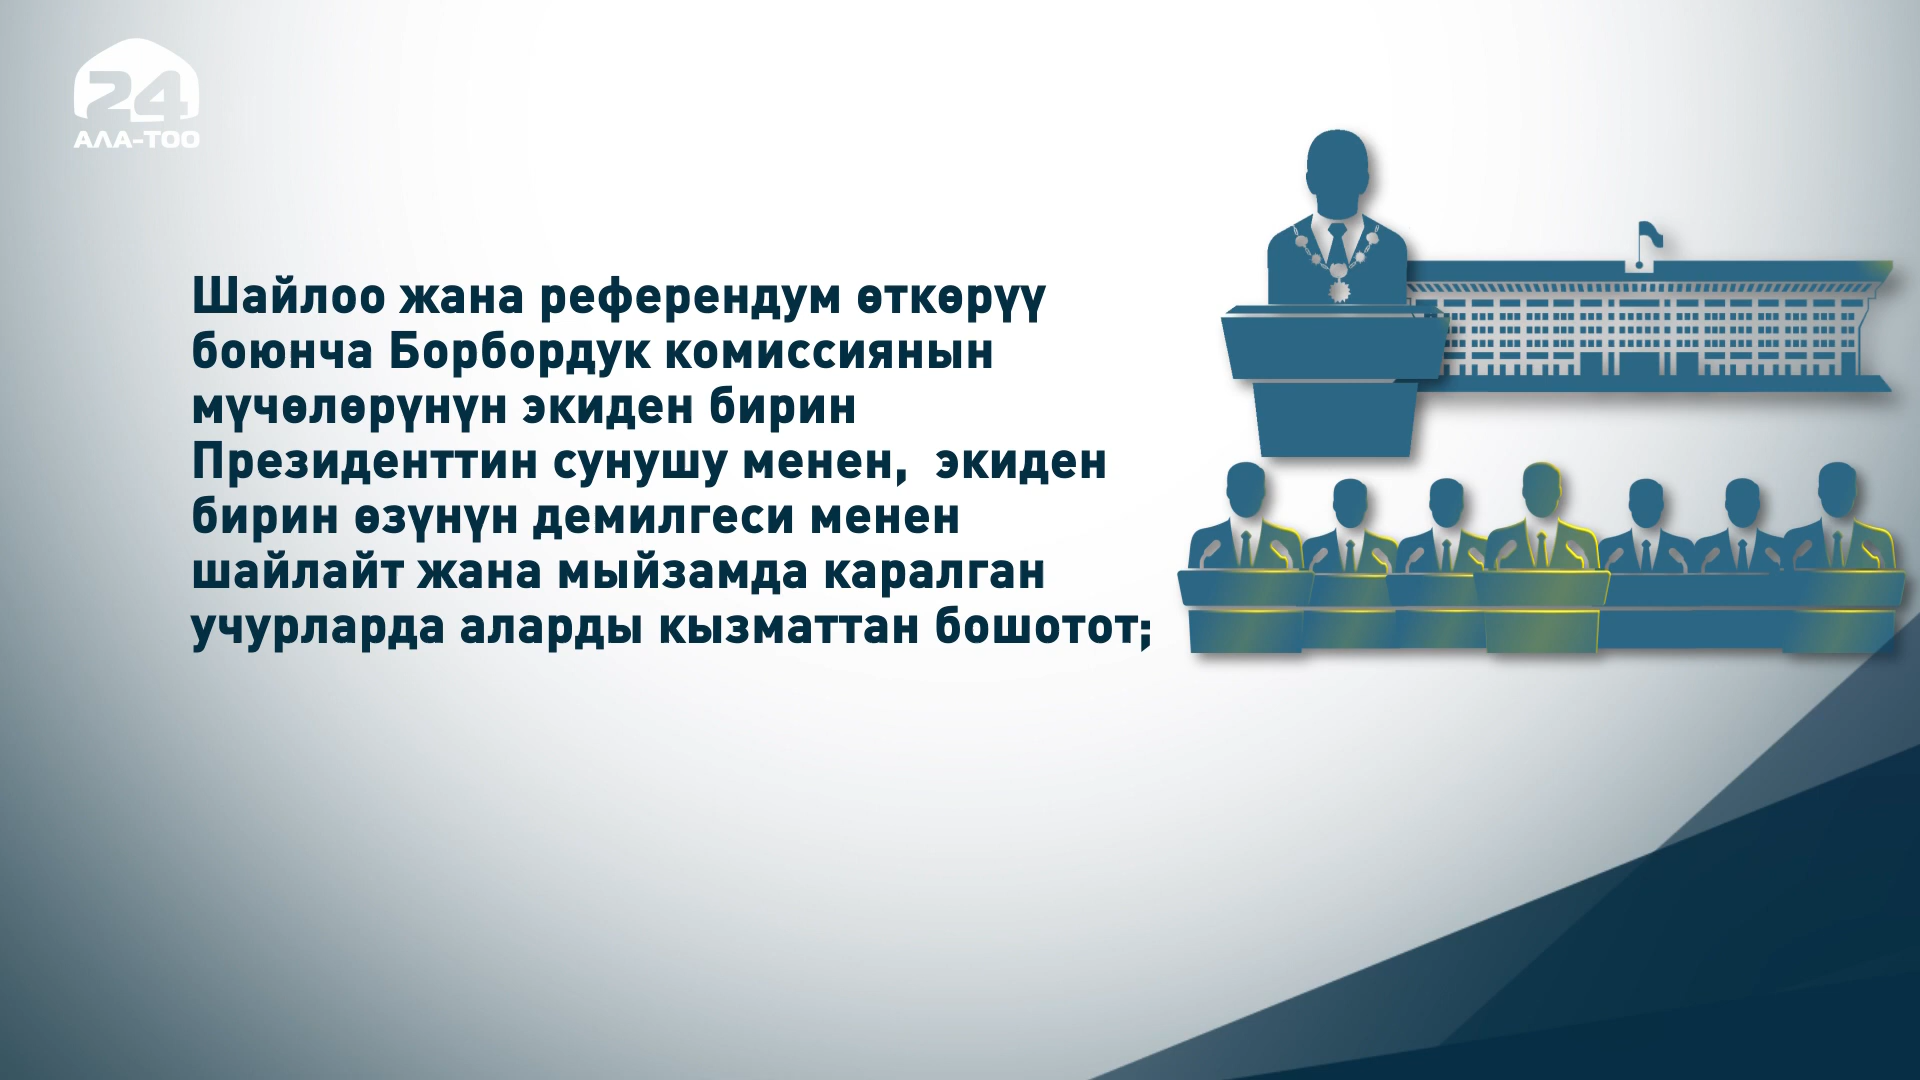 24
АЛА-ТОО
Шайлоо жана референдум өткөрүү
боюнча Борбордук комиссиянын
мүчөлөрүнүн экиден бирин
Президенттин сунушу менен,  экиден
бирин өзүнүн демилгеси менен
шайлайт жана мыйзамда каралган
учурларда аларды кызматтан бошотот;